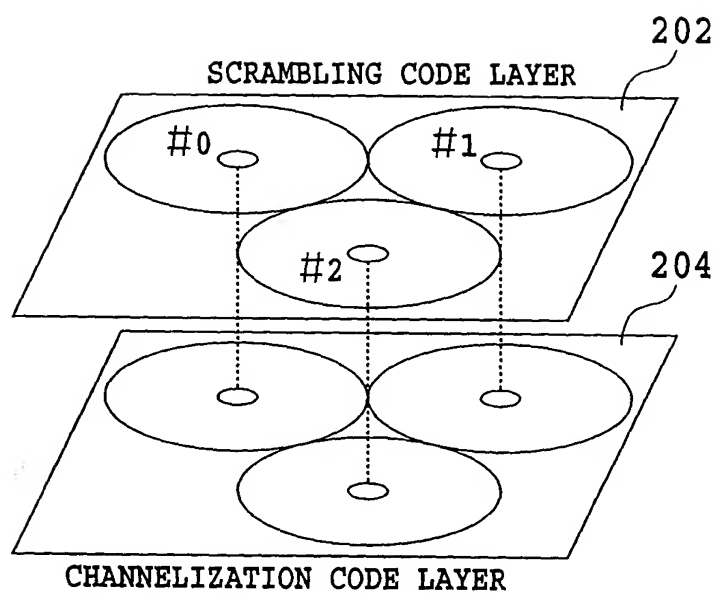 202
SCRAMBLING CODE LAYER
#0
#1
#2
204
CHANNELIZATION CODE LAYER